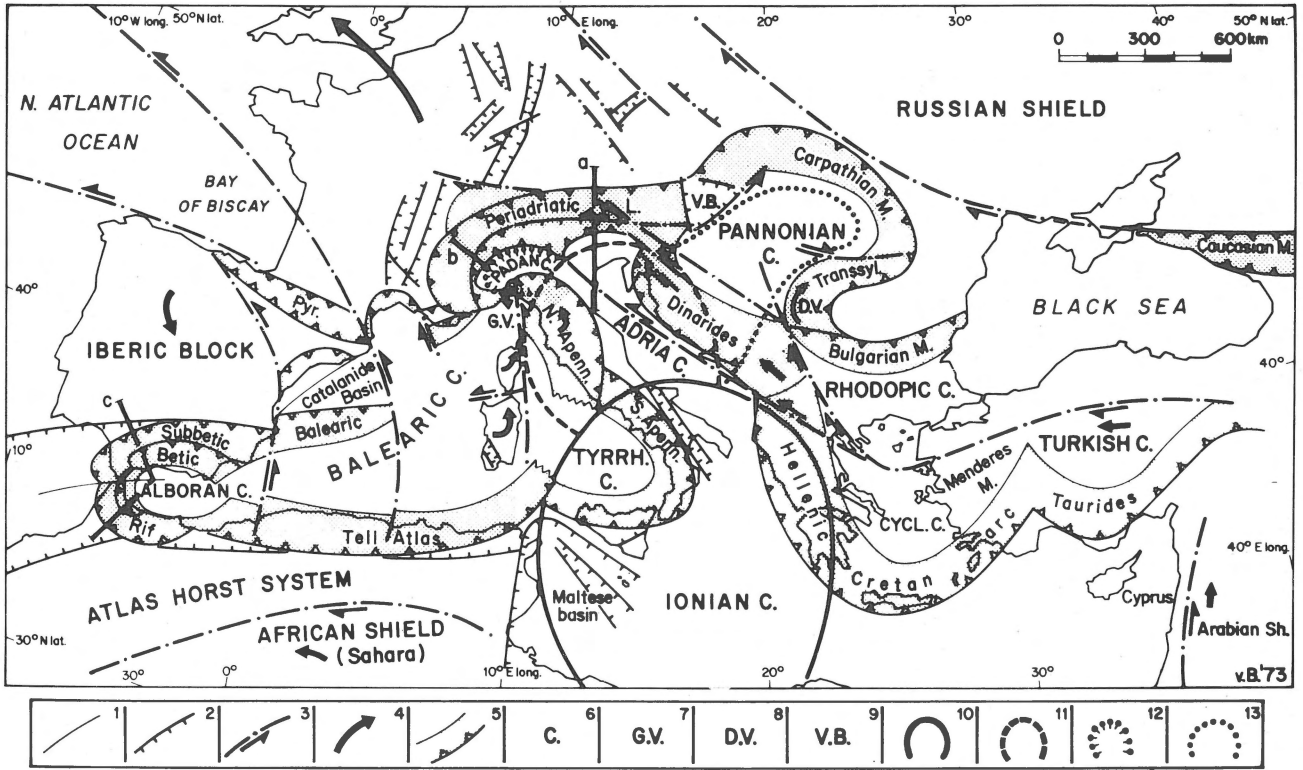 10° W long.
50° N lat.
0°
10°
E long.
20°
30°
40°
50° N lat.
0 300 600km
N. ATLANTIC
OCEAN
BAY
OF BISCAY
RUSSIAN SHIELD
a
Carpathian M.
V.B.
Periadriatic
PANNONIAN
C.
b
PADAN C.
Caucasian M.
Transsyl.
D.V.
40°
Pyr.
G.V.
N. Apenn.
Dinarides
ADRIA C.
BLACK SEA
IBERIC BLOCK
Bulgarian M.
40°
Catalanide
Basin
RHODOPIC C.
c
BALEARIC C.
S. Apenn.
10°
Subbetic
Balearic
Betic
TYRRH.
C.
TURKISH C.
Menderes
M.
ALBORAN C.
Hellenic
Taurides
Rif
CYCL. C.
Tell Atlas
arc
40° E long.
Cretan
ATLAS HORST SYSTEM
Maltese
basin
IONIAN C.
Cyprus
AFRICAN SHIELD
(Sahara)
Arabian Sh.
30° N lat.
30°
0°
10° E long.
20°
30°
v.B.'73
1
2
3
4
5
C. 6
G.V. 7
D.V. 8
V.B. 9
10
11
12
13